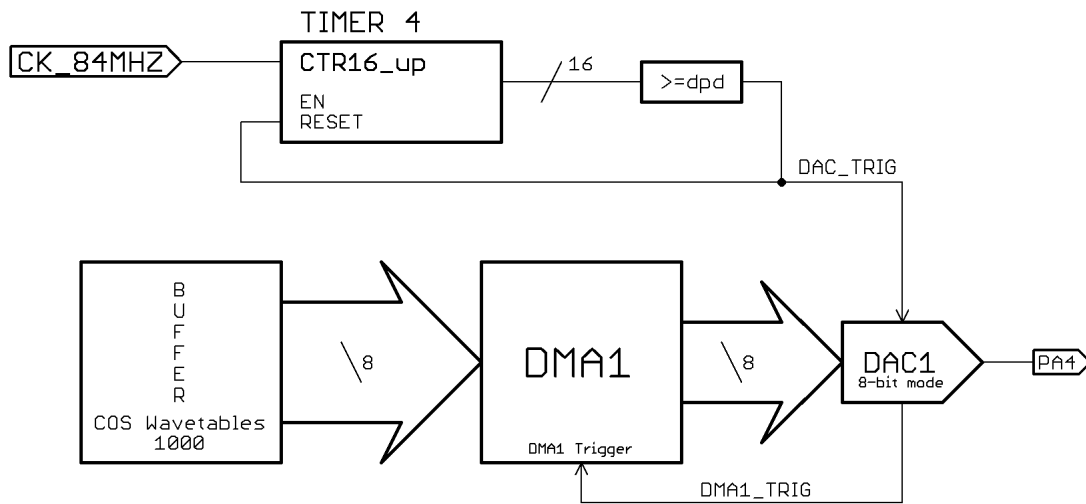 TIMER 4
CK_84MHZ
CTR16_up
16
>=dpd
EN
RESET
DAC_TRIG
B
U
F
F
E
R
COS Wavetables
1000
8
DMA1
DMA1 Trigger
8
DAC1
8-bit mode
PA4
DMA1_TRIG